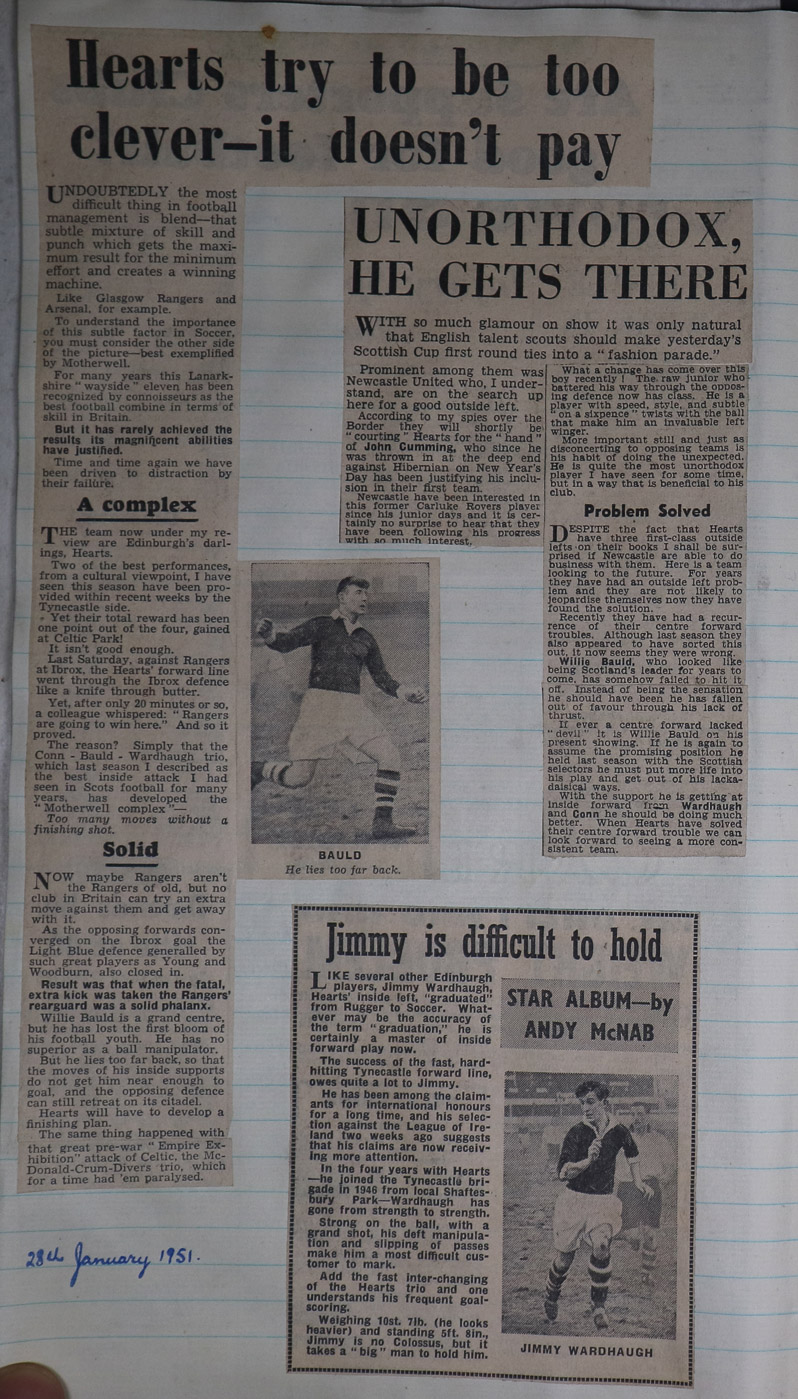 Hearts try to be too
clever—it doesn't pay
UNDOUBTEDLY the most
difficult thing in football
management is blend—that
subtle mixture of skill and
punch which gets the maxi-
mum result for the minimum
effort and creates a winning
machine.
Like Glasgow Rangers and
Arsenal, for example.
To understand the importance
of this subtle factor in Soccer,
you must consider the other side
of the picture—best exemplified
by Motherwell.
For many years this Lanark-
shire "wayside" eleven has been
recognized by connoisseurs as the
best football combine in terms of
skill in Britain.
But it has rarely achieved the
results its magnificent abilities
have justified.
Time and time again we have
been driven to distraction by
their failure.
A complex
THE team now under my re-
view are Edinburgh's darl-
ings, Hearts.
Two of the best performances,
from a cultural viewpoint, I have
seen this season have been pro-
vided within recent weeks by the
Tynecastle side.
Yet their total reward has been
one point out of the four, gained
at Celtic Park!
It isn't good enough.
Last Saturday, against Rangers
at Ibrox, the Hearts' forward line
went through the Ibrox defence
like a knife through butter.
Yet, after only 20 minutes or so,
a colleague whispered: "Rangers
are going to win here." And so it
proved.
The reason? Simply that the
Conn - Bauld - Wardhaugh trio,
which last season I described as
the best inside attack I had
seen in Scots football for many
years, has developed the
"Motherwell complex"—
Too many moves without a
finishing shot.
Solid
NOW maybe Rangers aren't
the Rangers of old, but no
club in Britain can try an extra
move against them and get away
with it.
As the opposing forwards con-
verged on the Ibrox goal the
Light Blue defence generalled by
such great players as Young and
Woodburn, also closed in.
Result was that when the fatal,
extra kick was taken the Rangers'
rearguard was a solid phalanx.
Willie Bauld is a grand centre,
but he has lost the first bloom of
his football youth. He has no
superior as a ball manipulator.
But he lies too far back, so that
the moves of his inside supports
do not get him near enough to
goal, and the opposing defence
can still retreat on its citadel.
Hearts will have to develop a
finishing plan.
The same thing happened with
that great pre-war "Empire Ex-
hibition" attack of Celtic, the Mc-
Donald-Crum-Divers trio, which
for a time had 'em paralysed.
28th January 1951.
UNORTHODOX,
HE GETS THERE
WITH so much glamour on show it was only natural
that English talent scouts should make yesterday's
Scottish Cup first round ties into a "fashion parade."
Prominent among them was
Newcastle United who, I under-
stand, are on the search up
here for a good outside left.
According to my spies over the
Border they will shortly be
"courting" Hearts for the "hand"
of John Cumming, who since he
was thrown in at the deep end
against Hibernian on New Year's
Day has been justifying his inclu-
sion in their first team.
Newcastle have been interested in
this former Carluke Rovers player
since his junior days and it is cer-
tainly no surprise to hear that they
have been following his progress
with so much interest.
What a change has come over this
boy recently! The raw junior who
battered his way through the oppos-
ing defence now has class. He is a
player with speed, style, and subtle
"on a sixpence" twists with the ball
that make him an invaluable left
winger.
More important still and just as
disconcerting to opposing teams is
his habit of doing the unexpected.
He is quite the most unorthodox
player I have seen for some time,
but in a way that is beneficial to his
club.
Problem Solved
DESPITE the fact that Hearts
have three first-class outside
lefts on their books I shall be sur-
prised if Newcastle are able to do
business with them. Here is a team
looking to the future. For years
they have had an outside left prob-
lem and they are not likely to
jeopardise themselves now they have
found the solution.
Recently they have had a recur-
rence of their centre forward
troubles. Although last season they
also appeared to have sorted this
out, it now seems they were wrong.
Willie Bauld, who looked like
being Scotland's leader for years to
come, has somehow failed to hit it
off. Instead of being the sensation
he should have been he has fallen
out of favour through his lack of
thrust.
If ever a centre forward lacked
"devil" it is Willie Bauld on his
present showing. If he is again to
assume the promising position he
held last season with the Scottish
selectors he must put more life into
his play and get out of his lacka-
daisical ways.
With the support he is getting at
inside forward from Wardhaugh
and Conn he should be doing much
better. When Hearts have solved
their centre forward trouble we can
look forward to seeing a more con-
sistent team.
BAULD
He lies too far back.
Jimmy is difficult to hold
LIKE several other Edinburgh
players, Jimmy Wardhaugh,
Hearts' inside left, "graduated"
from Rugger to Soccer. What-
ever may be the accuracy of
the term "graduation," he is
certainly a master of inside
forward play now.
The success of the fast, hard-
hitting Tynecastle forward line,
owes quite a lot to Jimmy.
He has been among the claim-
ants for international honours
for a long time, and his selec-
tion against the League of Ire-
land two weeks ago suggests
that his claims are now receiv-
ing more attention.
In the four years with Hearts
—he joined the Tynecastle bri-
gade in 1946 from local Shaftes-
bury Park—Wardhaugh has
gone from strength to strength.
Strong on the ball, with a
grand shot, his deft manipula-
tion and slipping of passes
make him a most difficult cus-
tomer to mark.
Add the fast inter-changing
of the Hearts trio and one
understands his frequent goal-
scoring.
Weighing 10st. 7lb. (he looks
heavier) and standing 5ft. 8in.,
Jimmy is no Colossus, but it
takes a "big" man to hold him.
STAR ALBUM—by
ANDY McNAB
JIMMY WARDHAUGH